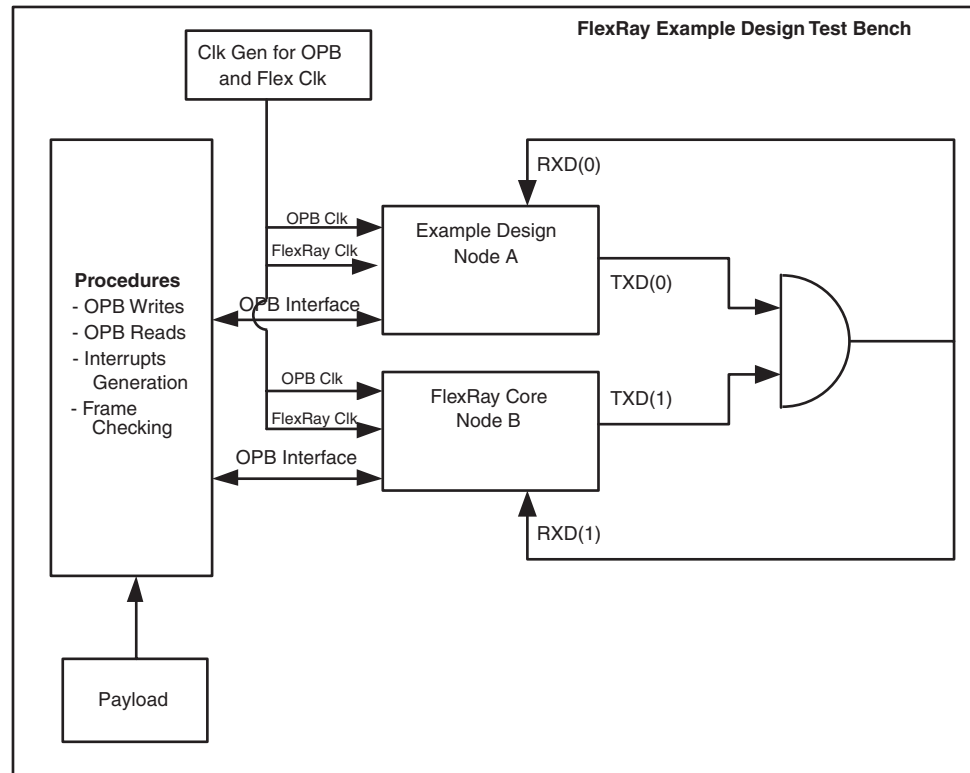 FlexRay Example Design Test Bench
Clk Gen for OPB
and Flex Clk
RXD(0)
OPB Clk
Example Design
Node A
FlexRay Clk
TXD(0)
Procedures
- OPB Writes
- OPB Reads
- Interrupts
Generation
- Frame
Checking
OPB Interface
OPB Clk
FlexRay Core
Node B
TXD(1)
FlexRay Clk
OPB Interface
RXD(1)
Payload